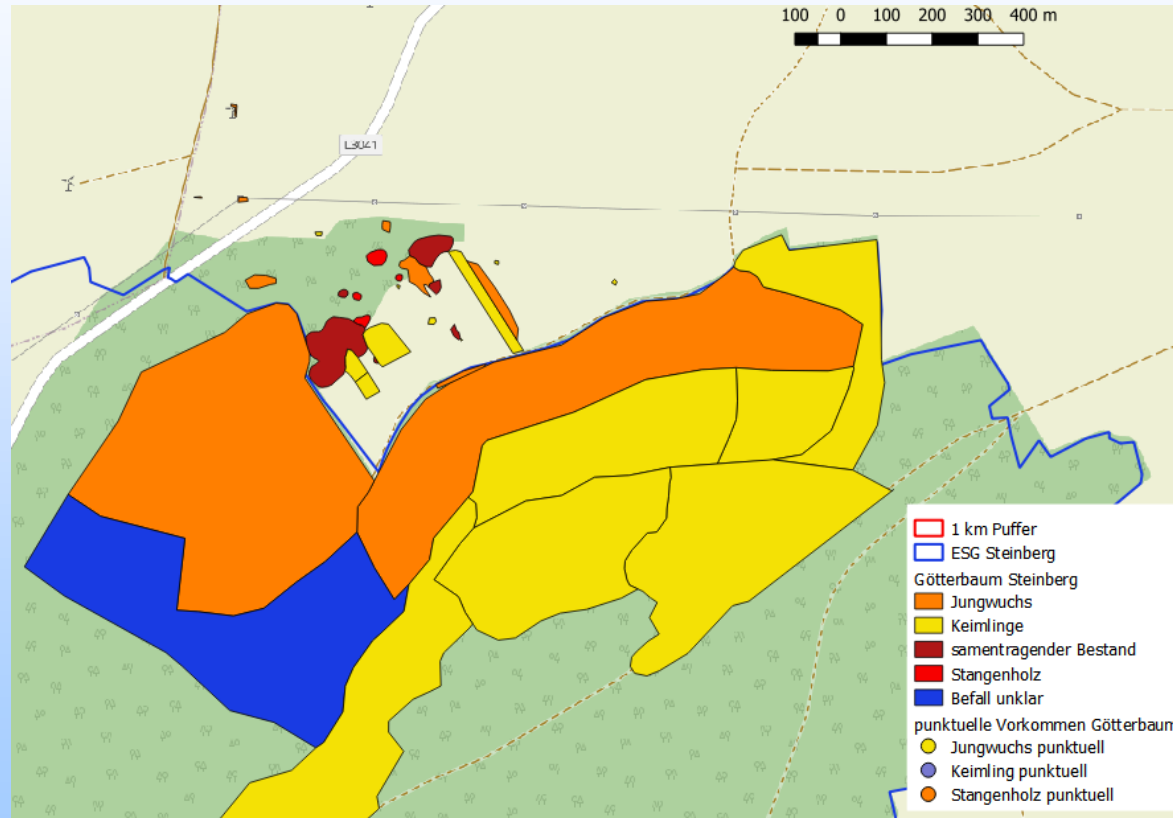 100 0 100 200 300 400 m
L3041
1 km Puffer
ESG Steinberg
Götterbaum Steinberg
Jungwuchs
Keimlinge
samentragender Bestand
Stangenholz
Befall unklar
punktuelle Vorkommen Götterbaum
Jungwuchs punktuell
Keimling punktuell
Stangenholz punktuell